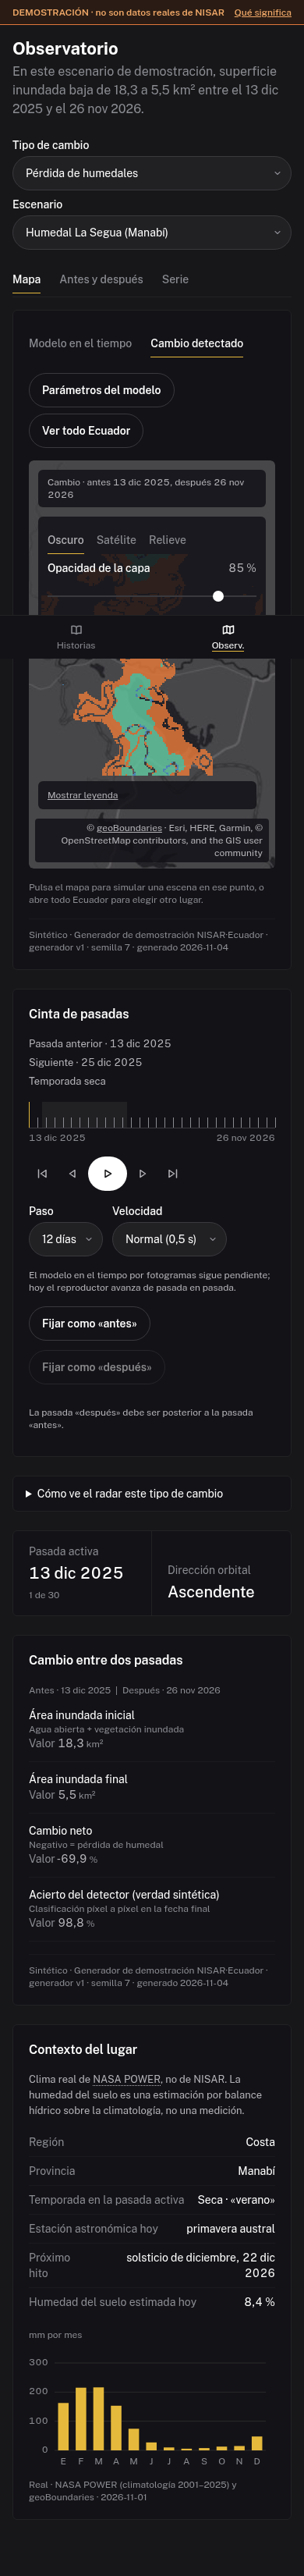 DEMOSTRACIÓN · no son datos reales de NISAR Qué significa
Observatorio
En este escenario de demostración, superficie
inundada baja de 18,3 a 5,5 km² entre el 13 dic
2025 y el 26 nov 2026.
Tipo de cambio
Pérdida de humedales
Escenario
Humedal La Segua (Manabí)
Mapa Antes y después Serie
Modelo en el tiempo Cambio detectado
Parámetros del modelo
Ver todo Ecuador
Cambio · antes 13 dic 2025, después 26 nov
2026
Oscuro Satélite Relieve
Opacidad de la capa 85 %
Historias Observ.
Mostrar leyenda
© geoBoundaries · Esri, HERE, Garmin, ©
OpenStreetMap contributors, and the GIS user
community
Pulsa el mapa para simular una escena en ese punto, o
abre todo Ecuador para elegir otro lugar.
Sintético · Generador de demostración NISAR·Ecuador ·
generador v1 · semilla 7 · generado 2026-11-04
Cinta de pasadas
Pasada anterior · 13 dic 2025
Siguiente · 25 dic 2025
Temporada seca
13 dic 2025 26 nov 2026
Paso Velocidad
12 días Normal (0,5 s)
El modelo en el tiempo por fotogramas sigue pendiente;
hoy el reproductor avanza de pasada en pasada.
Fijar como «antes»
Fijar como «después»
La pasada «después» debe ser posterior a la pasada
«antes».
Cómo ve el radar este tipo de cambio
Pasada activa
13 dic 2025
1 de 30
Dirección orbital
Ascendente
Cambio entre dos pasadas
Antes · 13 dic 2025 | Después · 26 nov 2026
Área inundada inicial
Agua abierta + vegetación inundada
Valor 18,3 km²
Área inundada final
Valor 5,5 km²
Cambio neto
Negativo = pérdida de humedal
Valor -69,9 %
Acierto del detector (verdad sintética)
Clasificación píxel a píxel en la fecha final
Valor 98,8 %
Sintético · Generador de demostración NISAR·Ecuador ·
generador v1 · semilla 7 · generado 2026-11-04
Contexto del lugar
Clima real de NASA POWER, no de NISAR. La
humedad del suelo es una estimación por balance
hídrico sobre la climatología, no una medición.
Región Costa
Provincia Manabí
Temporada en la pasada activa Seca · «verano»
Estación astronómica hoy primavera austral
Próximo hito solsticio de diciembre, 22 dic 2026
Humedad del suelo estimada hoy 8,4 %
mm por mes
300
200
100
0
E F M A M J J A S O N D
Real · NASA POWER (climatología 2001–2025) y
geoBoundaries · 2026-11-01